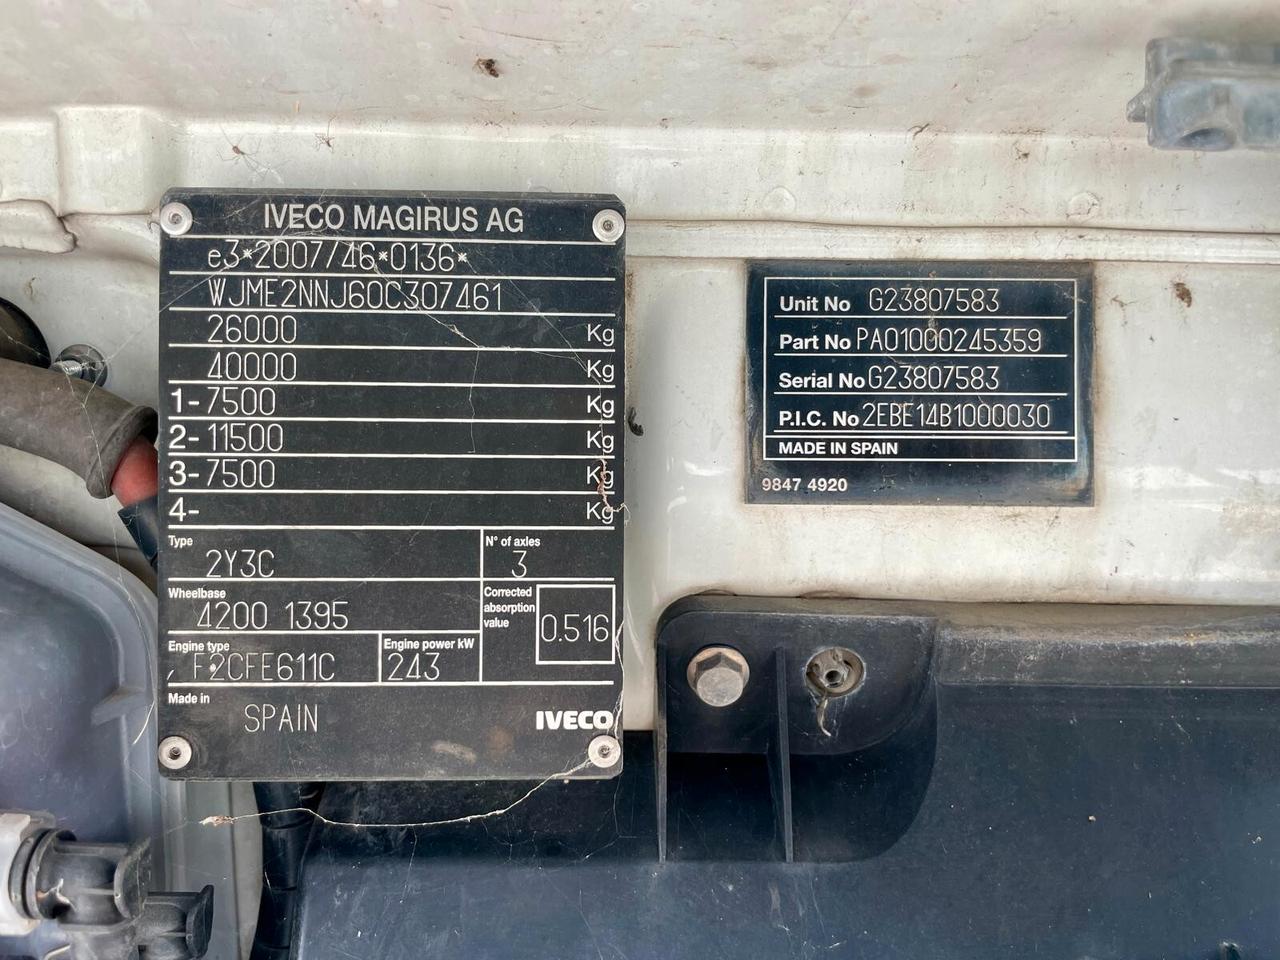 IVECO MAGIRUS AG
e3*2007/46*0136*
WJME2NNJ60C307461
26000 Kg
40000 Kg
1- 7500 Kg
2- 11500 Kg
3- 7500 Kg
4- Kg
Type
2Y3C
N° of axles
3
Wheelbase
4200 1395
Corrected
absorption
value
0.516
Engine type
F2CFE611C
Engine power kW
243
Made in
SPAIN
IVECO
Unit No G23807583
Part No PA01000245359
Serial No G23807583
P.I.C. No 2EBE14B1000030
MADE IN SPAIN
9847 4920